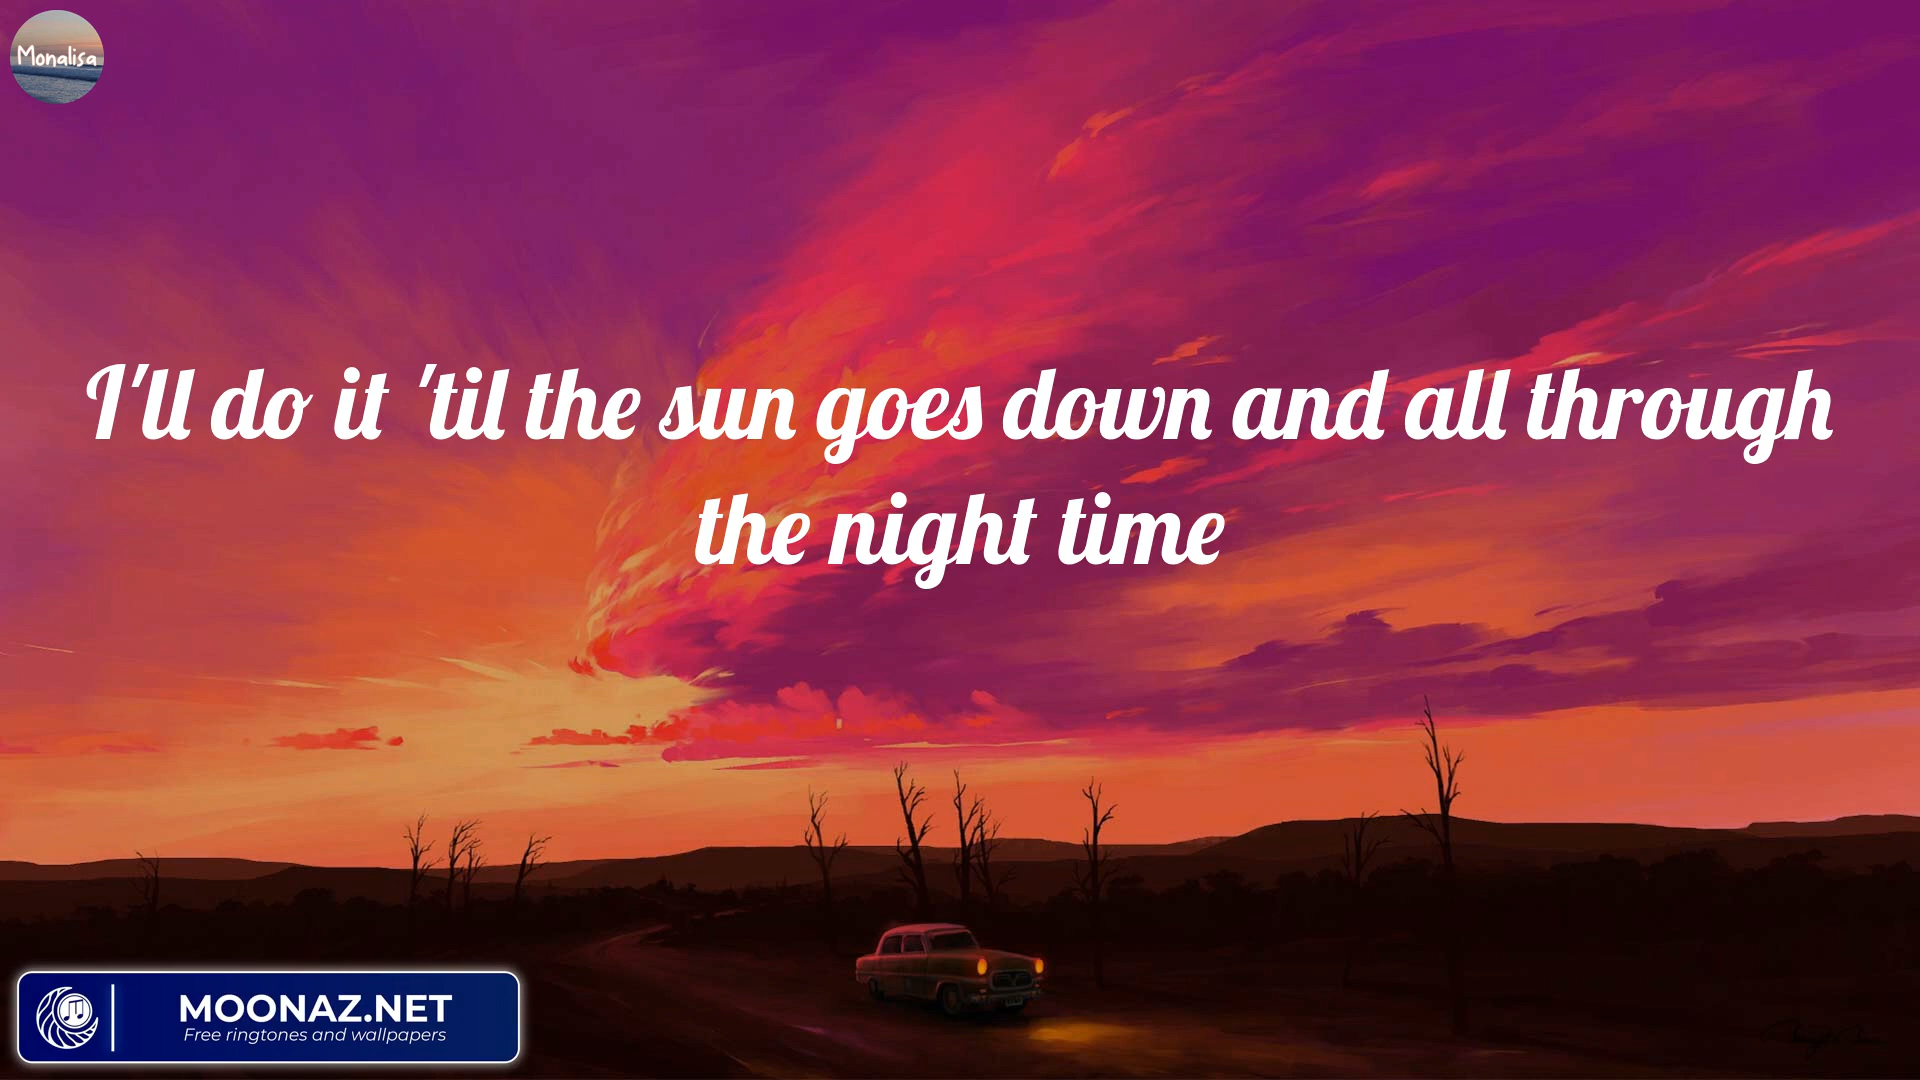 Monalisa
I'll do it 'til the sun goes down and all through
the night time
MOONAZ.NET
Free ringtones and wallpapers